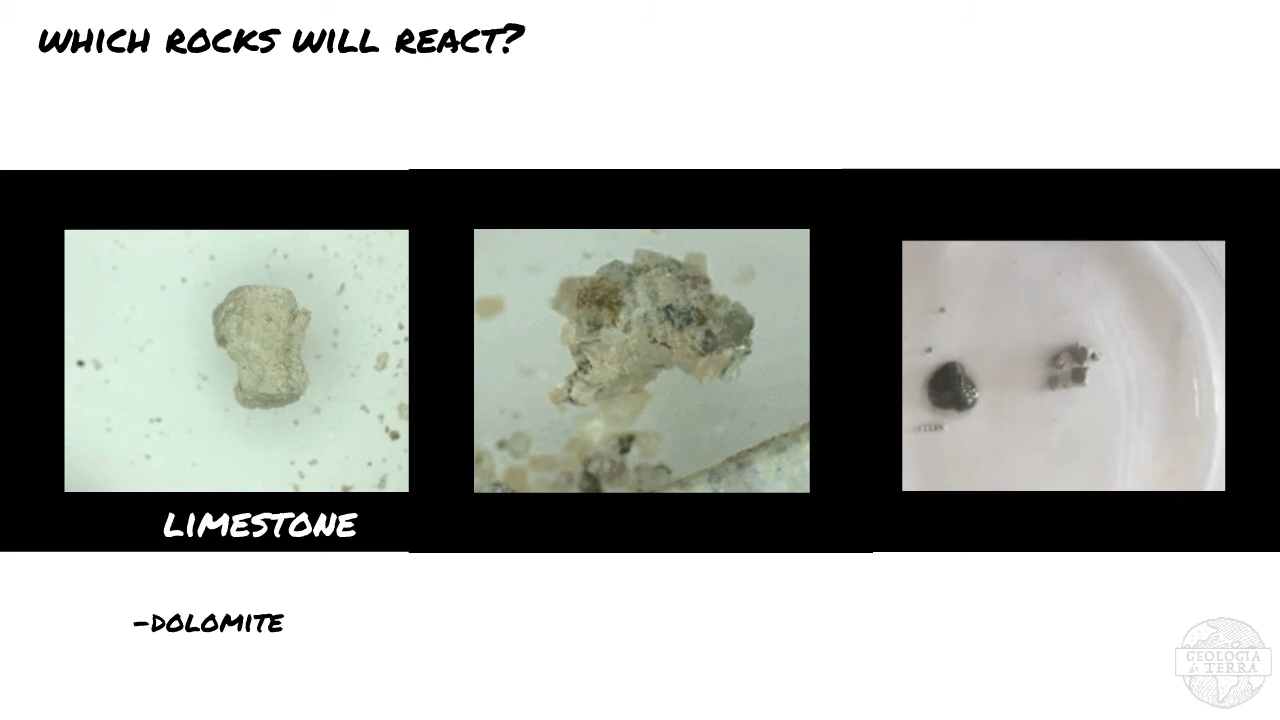 WHICH ROCKS WILL REACT?
LIMESTONE
-DOLOMITE
GEOLOGIA
da TERRA